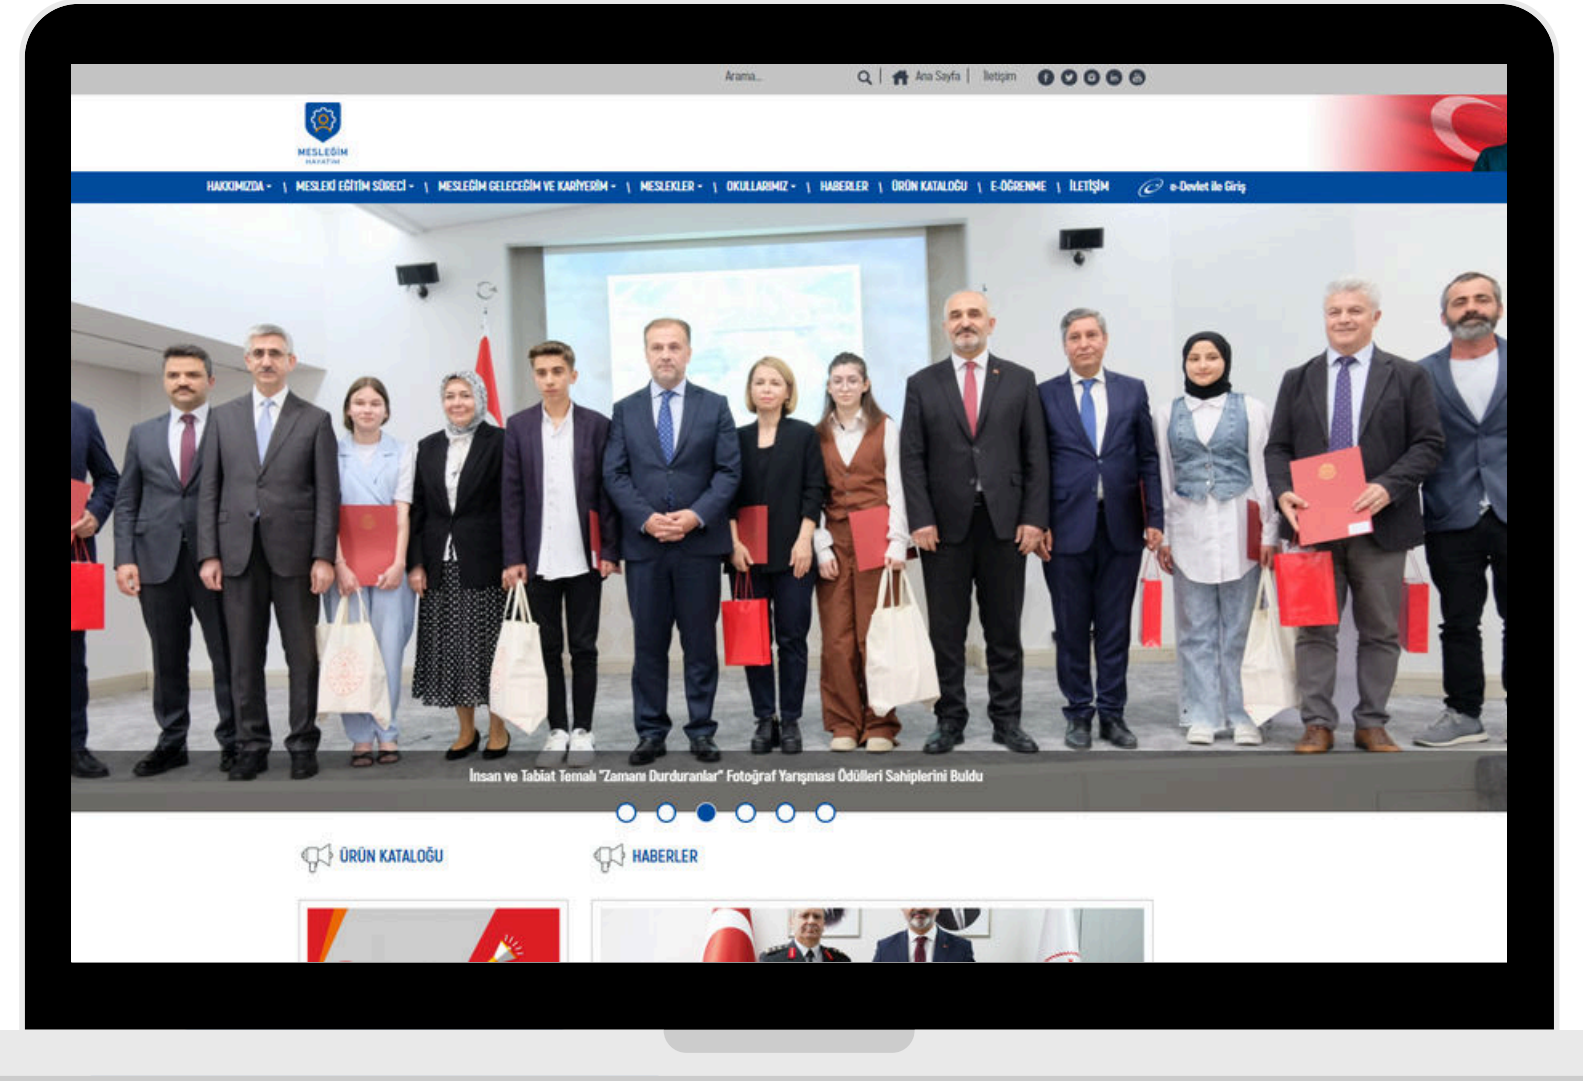 Arama...
Ana Sayfa
İletişim
MESLEĞİM
HAYATIM
HAKKIMIZDA
MESLEKİ EĞİTİM SÜRECİ
MESLEĞİM GELECEĞİM VE KARİYERİM
MESLEKLER
OKULLARIMIZ
HABERLER
ÜRÜN KATALOĞU
E-ÖĞRENME
İLETİŞİM
e-Devlet ile Giriş
İnsan ve Tabiat Temalı "Zamanı Durduranlar" Fotoğraf Yarışması Ödülleri Sahiplerini Buldu
ÜRÜN KATALOĞU
HABERLER